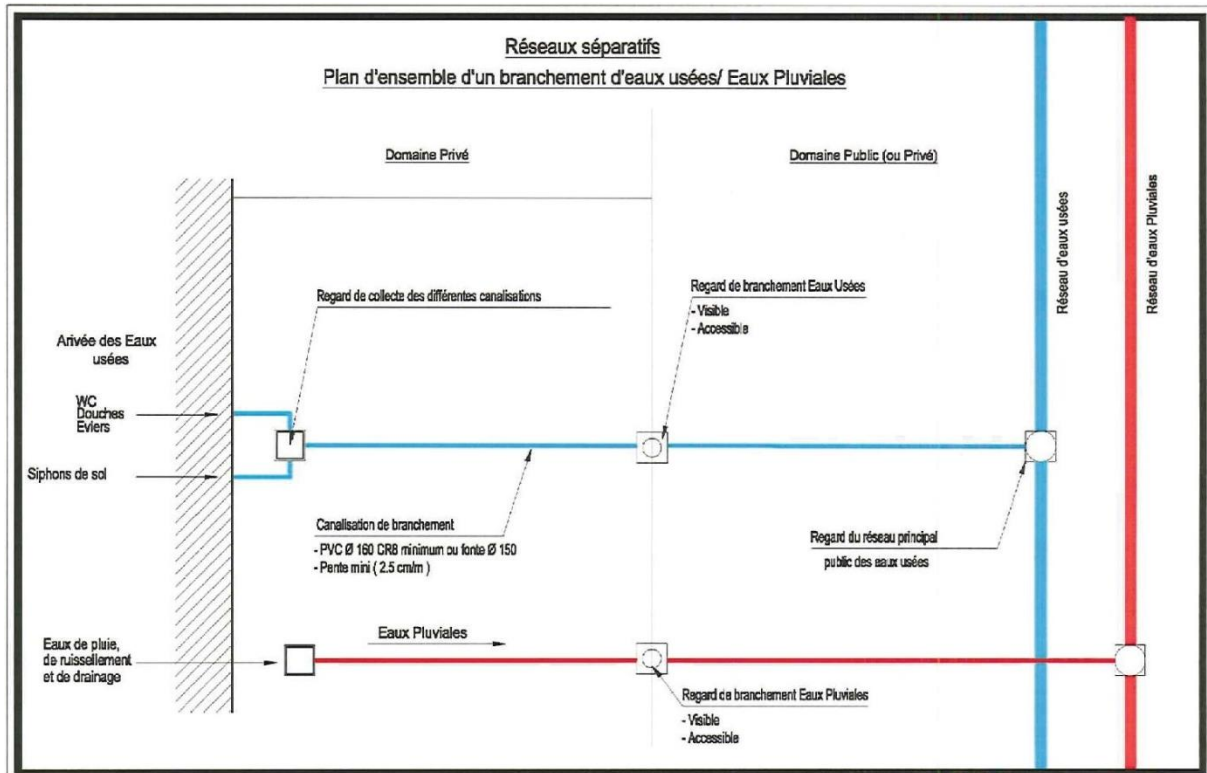 Réseaux séparatifs
Plan d'ensemble d'un branchement d'eaux usées/ Eaux Pluviales
Domaine Privé
Domaine Public (ou Privé)
Réseau d'eaux usées
Réseau d'eaux Pluviales
Regard de collecte des différentes canalisations
Regard de branchement Eaux Usées
- Visible
- Accessible
Arivée des Eaux
usées
WC
Douches
Eviers
Siphons de sol
Canalisation de branchement
- PVC Ø 160 CR8 minimum ou fonte Ø 150
- Pente mini ( 2.5 cm/m )
Regard du réseau principal
public des eaux usées
Eaux de pluie,
de ruissellement
et de drainage
Eaux Pluviales
Regard de branchement Eaux Pluviales
- Visible
- Accessible